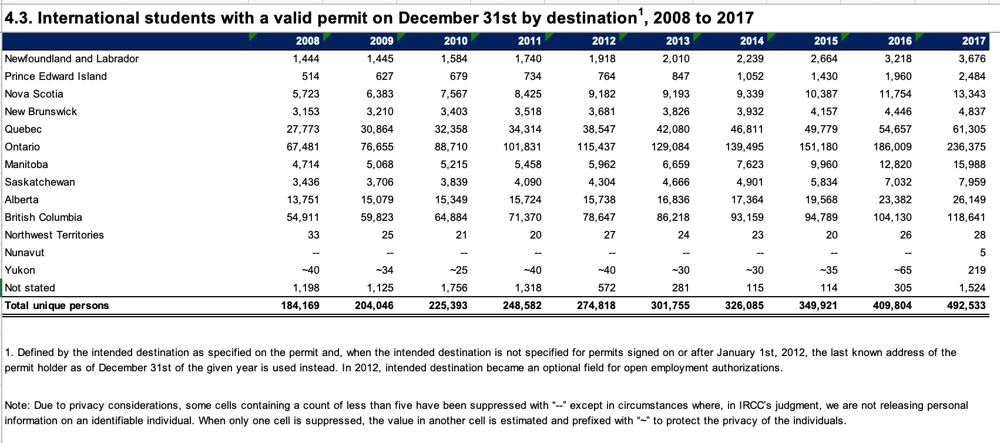 4.3. International students with a valid permit on December 31st by destination¹, 2008 to 2017
2008 2009 2010 2011 2012 2013 2014 2015 2016 2017
Newfoundland and Labrador 1,444 1,445 1,584 1,740 1,918 2,010 2,239 2,664 3,218 3,676
Prince Edward Island 514 627 679 734 764 847 1,052 1,430 1,960 2,484
Nova Scotia 5,723 6,383 7,567 8,425 9,182 9,193 9,339 10,387 11,754 13,343
New Brunswick 3,153 3,210 3,403 3,518 3,681 3,826 3,932 4,157 4,446 4,837
Quebec 27,773 30,864 32,358 34,314 38,547 42,080 46,811 49,779 54,657 61,305
Ontario 67,481 76,655 88,710 101,831 115,437 129,084 139,495 151,180 186,009 236,375
Manitoba 4,714 5,068 5,215 5,458 5,962 6,659 7,623 9,960 12,820 15,988
Saskatchewan 3,436 3,706 3,839 4,090 4,304 4,666 4,901 5,834 7,032 7,959
Alberta 13,751 15,079 15,349 15,724 15,738 16,836 17,364 19,568 23,382 26,149
British Columbia 54,911 59,823 64,884 71,370 78,647 86,218 93,159 94,789 104,130 118,641
Northwest Territories 33 25 21 20 27 24 23 20 26 28
Nunavut -- -- -- -- -- -- -- -- -- 5
Yukon ~40 ~34 ~25 ~40 ~40 ~30 ~30 ~35 ~65 219
Not stated 1,198 1,125 1,756 1,318 572 281 115 114 305 1,524
Total unique persons 184,169 204,046 225,393 248,582 274,818 301,755 326,085 349,921 409,804 492,533
1. Defined by the intended destination as specified on the permit and, when the intended destination is not specified for permits signed on or after January 1st, 2012, the last known address of the
permit holder as of December 31st of the given year is used instead. In 2012, intended destination became an optional field for open employment authorizations.
Note: Due to privacy considerations, some cells containing a count of less than five have been suppressed with “--” except in circumstances where, in IRCC’s judgment, we are not releasing personal
information on an identifiable individual. When only one cell is suppressed, the value in another cell is estimated and prefixed with “~” to protect the privacy of the individuals.